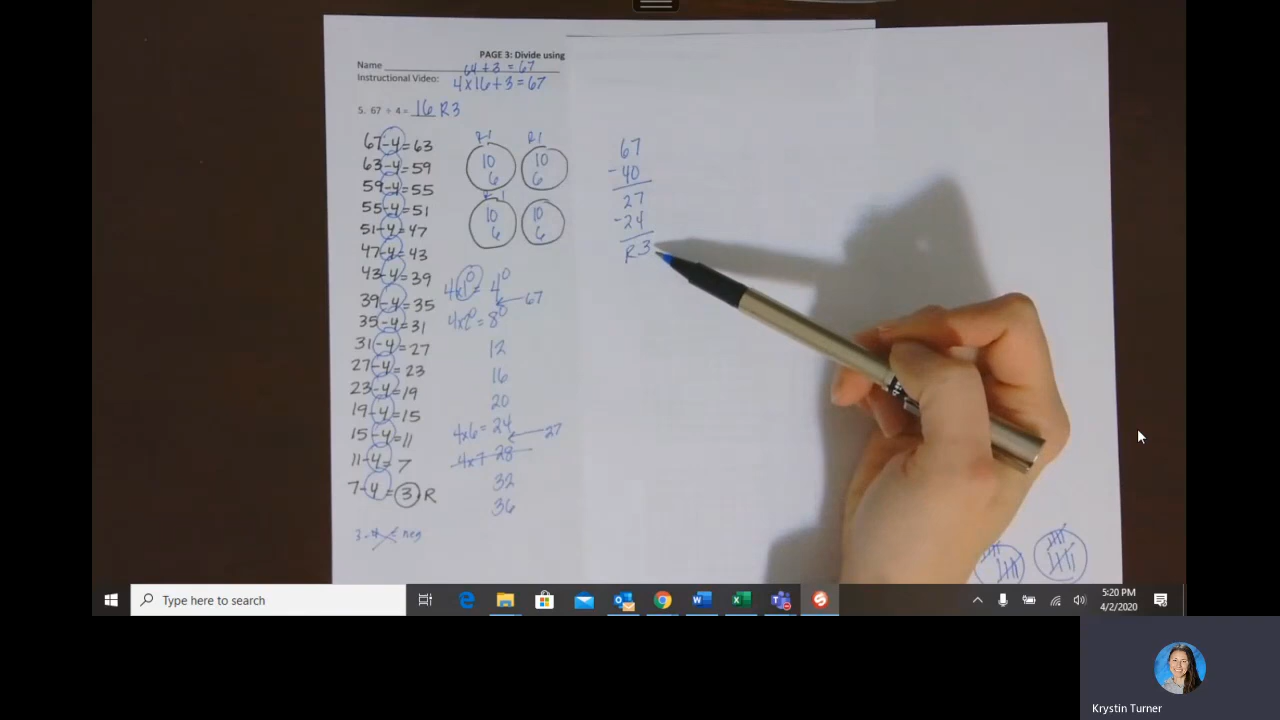 PAGE 3: Divide using
Name
64 + 3 = 67
Instructional Video:
4x16+3=67
5. 67 ÷ 4 = 16 R3
67-4=63
63-4=59
59-4=55
55-4=51
51-4=47
47-4=43
43-4=39
39-4=35
35-4=31
31-4=27
27-4=23
23-4=19
19-4=15
15-4=11
11-4=7
7-4=3 R
neg
R1 R1
10 10
6 6
10 10
6 6
4x10=40
67
4x20=80
12
16
20
4x6=24
27
4x7 28
32
36
67
-40
27
-24
R3
Type here to search
5:20 PM
4/2/2020
Krystin Turner